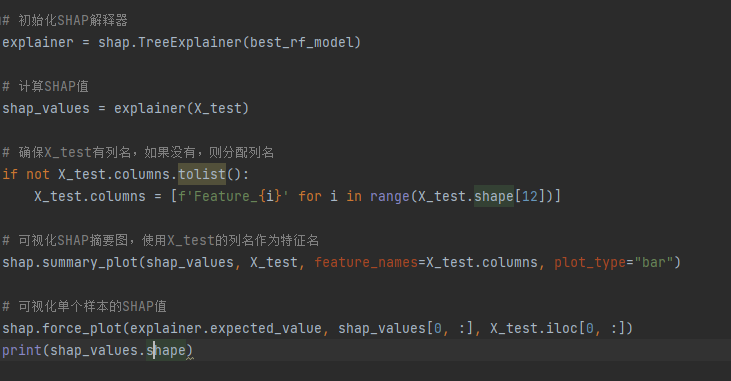 # 初始化SHAP解释器
explainer = shap.TreeExplainer(best_rf_model)
# 计算SHAP值
shap_values = explainer(X_test)
# 确保X_test有列名，如果没有，则分配列名
if not X_test.columns.tolist():
    X_test.columns = [f'Feature_{i}' for i in range(X_test.shape[12])]
# 可视化SHAP摘要图，使用X_test的列名作为特征名
shap.summary_plot(shap_values, X_test, feature_names=X_test.columns, plot_type="bar")
# 可视化单个样本的SHAP值
shap.force_plot(explainer.expected_value, shap_values[0, :], X_test.iloc[0, :])
print(shap_values.shape)